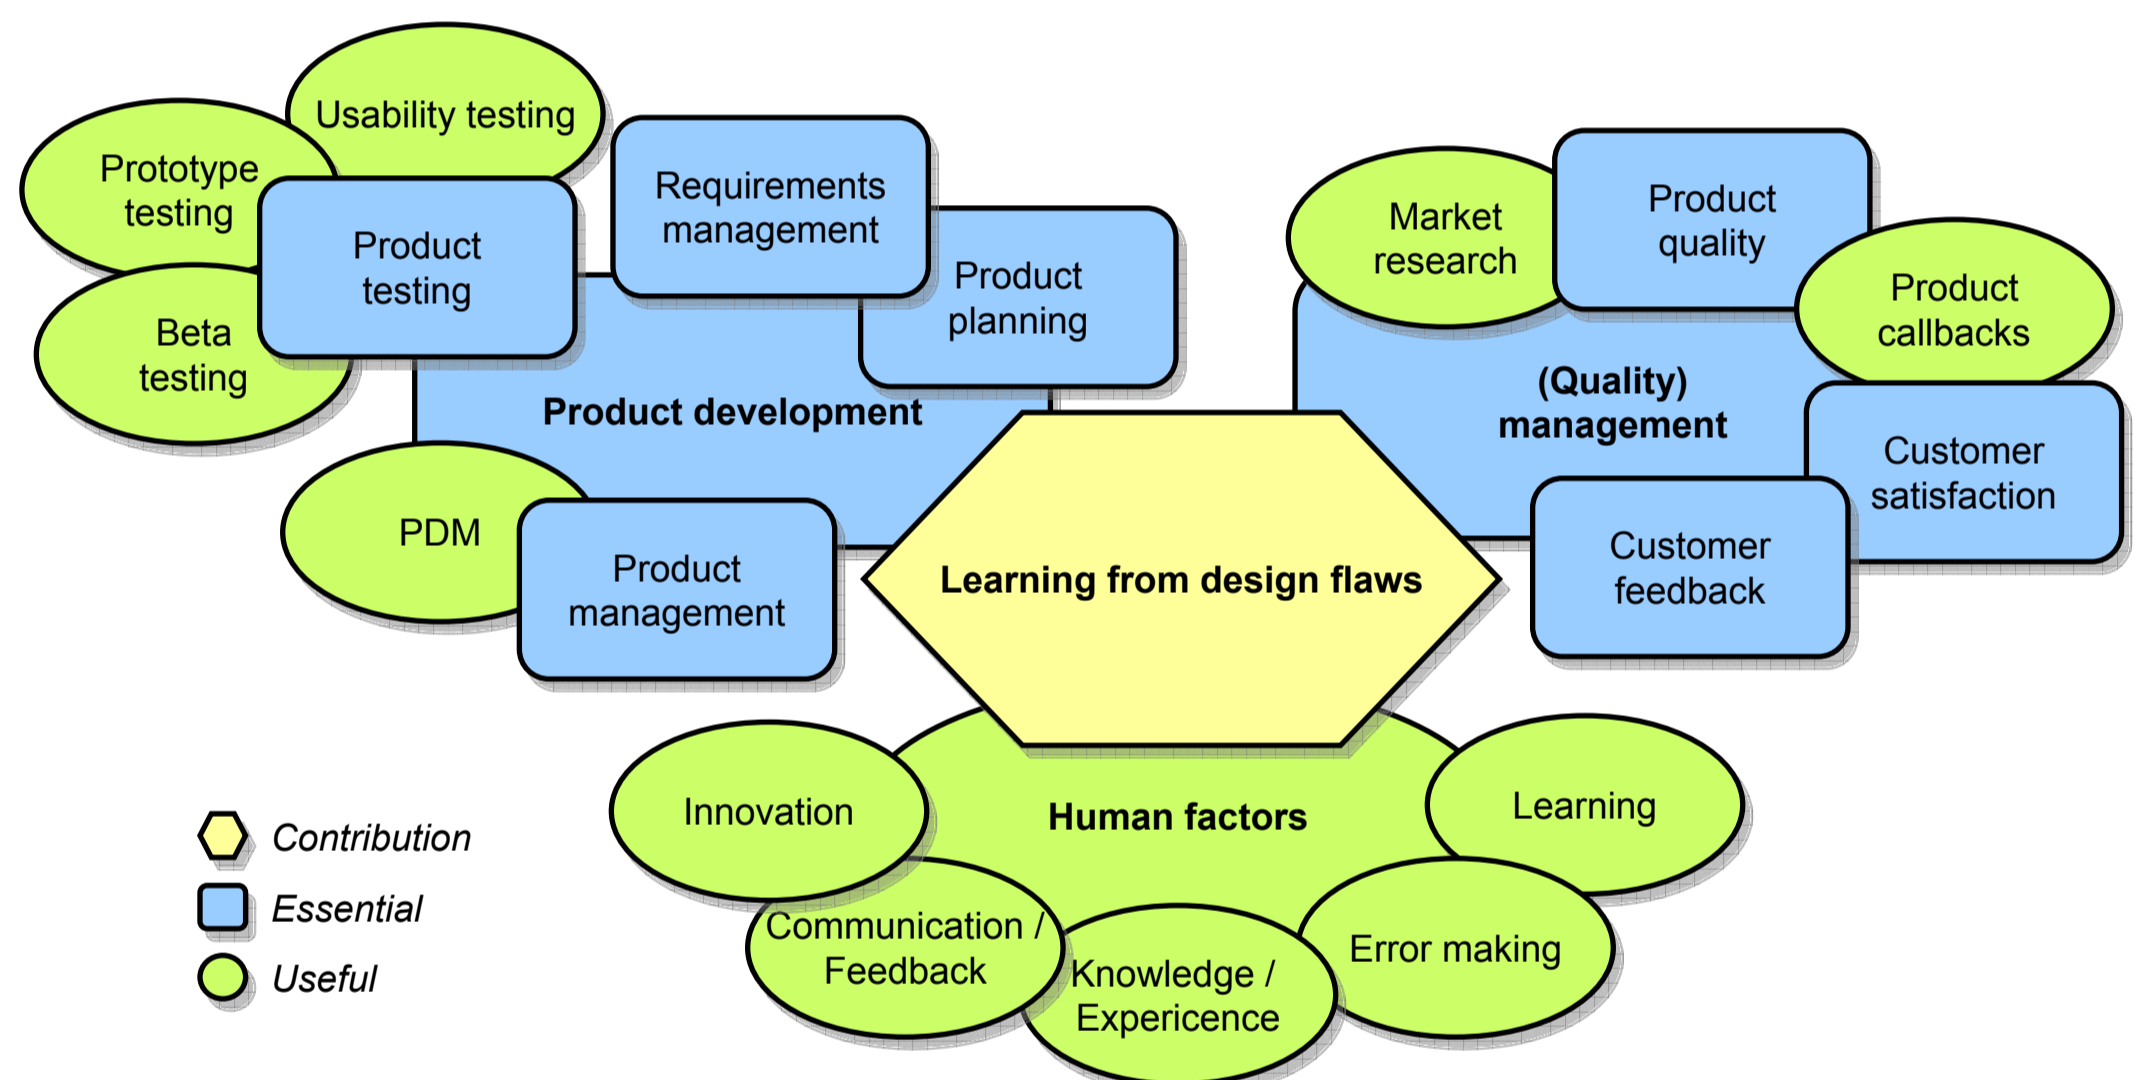 Usability testing
Prototype
testing
Product
testing
Beta
testing
Requirements
management
Product
planning
Product development
PDM
Product
management
Market
research
Product
quality
Product
callbacks
(Quality)
management
Customer
satisfaction
Customer
feedback
Learning from design flaws
Human factors
Innovation
Communication /
Feedback
Knowledge /
Expericence
Error making
Learning
Contribution
Essential
Useful